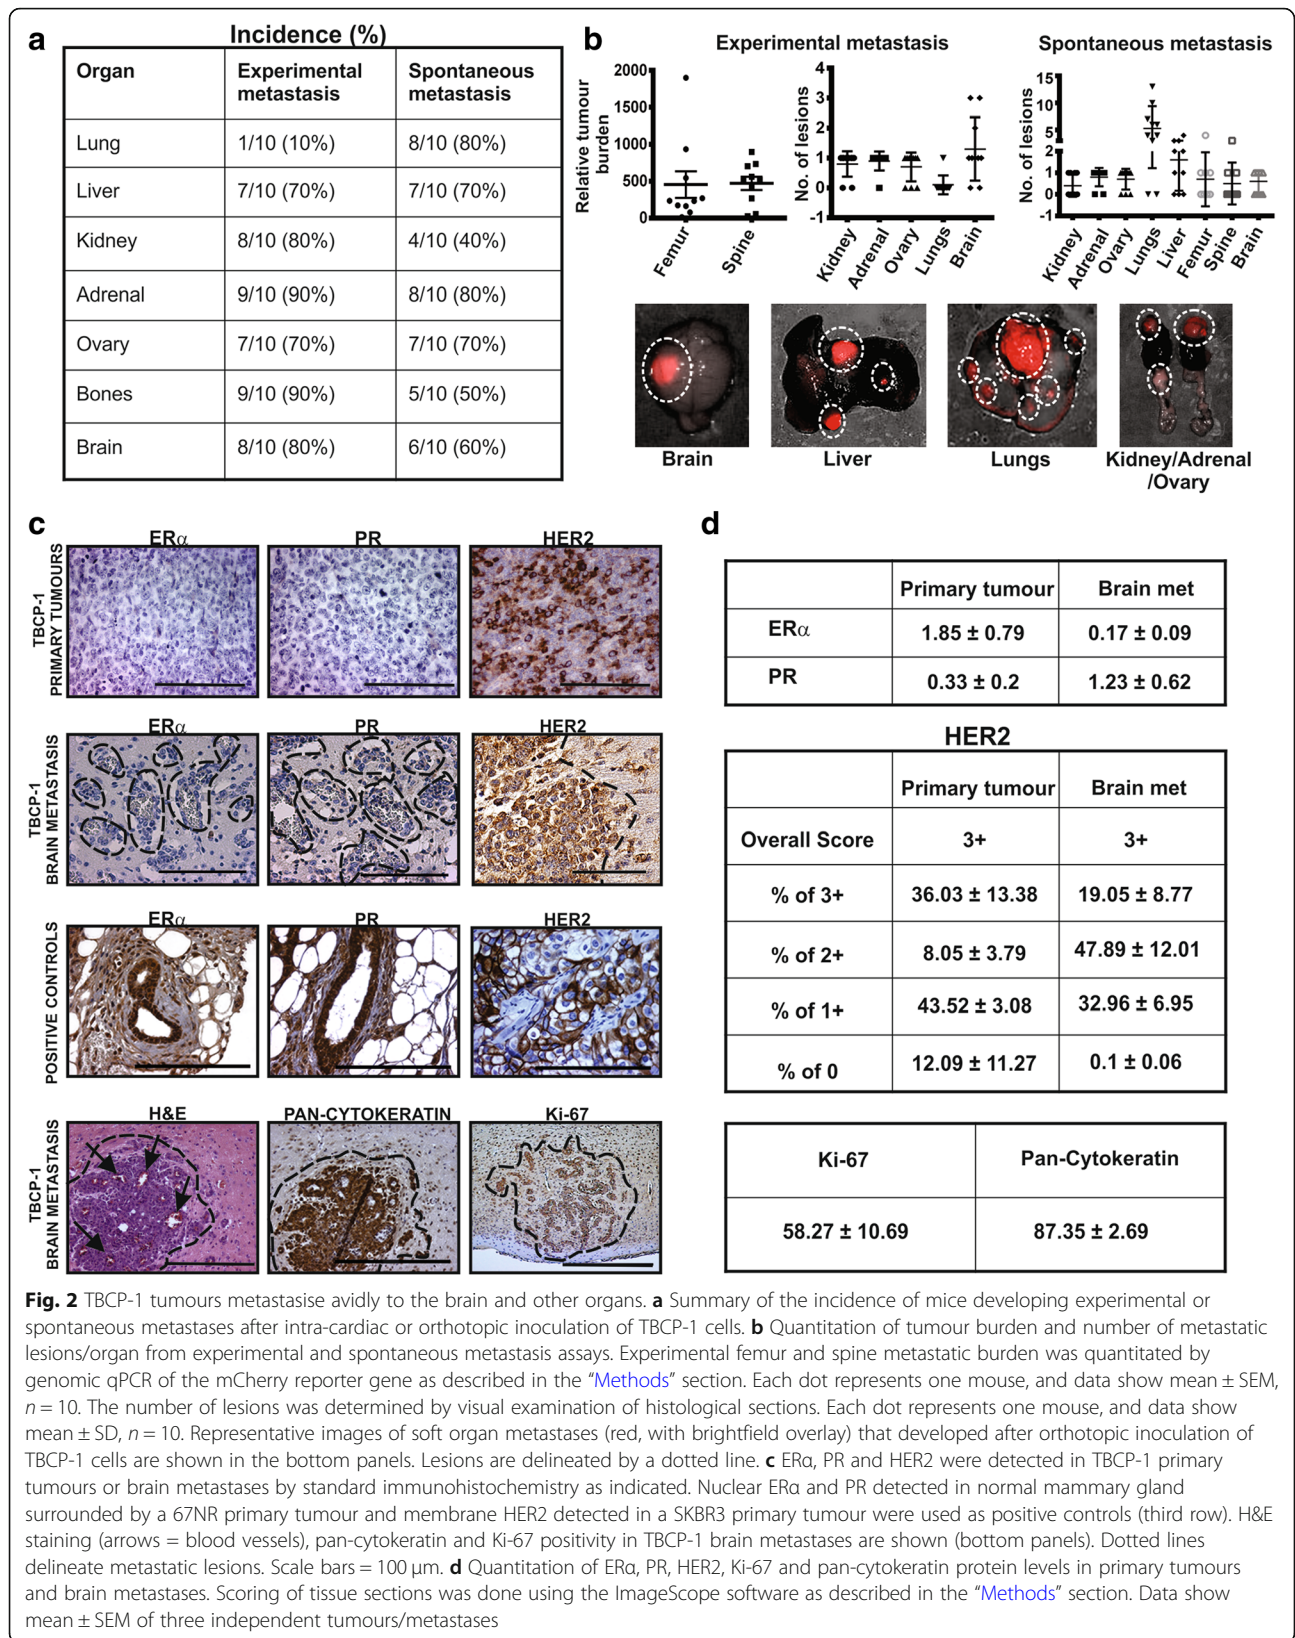 a
Incidence (%)
Organ Experimental metastasis Spontaneous metastasis
Lung 1/10 (10%) 8/10 (80%)
Liver 7/10 (70%) 7/10 (70%)
Kidney 8/10 (80%) 4/10 (40%)
Adrenal 9/10 (90%) 8/10 (80%)
Ovary 7/10 (70%) 7/10 (70%)
Bones 9/10 (90%) 5/10 (50%)
Brain 8/10 (80%) 6/10 (60%)
b
Experimental metastasis
Relative tumour burden
2000
1500
1000
500
0
Femur
Spine
No. of lesions
4
3
2
1
0
-1
Kidney
Adrenal
Ovary
Lungs
Brain
Spontaneous metastasis
No. of lesions
15
10
5
2
1
0
-1
Kidney
Adrenal
Ovary
Lungs
Liver
Femur
Spine
Brain
Brain
Liver
Lungs
Kidney/Adrenal
/Ovary
c
ERα PR HER2
TBCP-1
PRIMARY TUMOURS
ERα PR HER2
TBCP-1
BRAIN METASTASIS
ERα PR HER2
POSITIVE CONTROLS
H&E PAN-CYTOKERATIN Ki-67
TBCP-1
BRAIN METASTASIS
d
Primary tumour Brain met
ERα 1.85 ± 0.79 0.17 ± 0.09
PR 0.33 ± 0.2 1.23 ± 0.62
HER2
Primary tumour Brain met
Overall Score 3+ 3+
% of 3+ 36.03 ± 13.38 19.05 ± 8.77
% of 2+ 8.05 ± 3.79 47.89 ± 12.01
% of 1+ 43.52 ± 3.08 32.96 ± 6.95
% of 0 12.09 ± 11.27 0.1 ± 0.06
Ki-67 Pan-Cytokeratin
58.27 ± 10.69 87.35 ± 2.69
Fig. 2 TBCP-1 tumours metastasise avidly to the brain and other organs. a Summary of the incidence of mice developing experimental or
spontaneous metastases after intra-cardiac or orthotopic inoculation of TBCP-1 cells. b Quantitation of tumour burden and number of metastatic
lesions/organ from experimental and spontaneous metastasis assays. Experimental femur and spine metastatic burden was quantitated by
genomic qPCR of the mCherry reporter gene as described in the “Methods” section. Each dot represents one mouse, and data show mean ± SEM,
n = 10. The number of lesions was determined by visual examination of histological sections. Each dot represents one mouse, and data show
mean ± SD, n = 10. Representative images of soft organ metastases (red, with brightfield overlay) that developed after orthotopic inoculation of
TBCP-1 cells are shown in the bottom panels. Lesions are delineated by a dotted line. c ERα, PR and HER2 were detected in TBCP-1 primary
tumours or brain metastases by standard immunohistochemistry as indicated. Nuclear ERα and PR detected in normal mammary gland
surrounded by a 67NR primary tumour and membrane HER2 detected in a SKBR3 primary tumour were used as positive controls (third row). H&E
staining (arrows = blood vessels), pan-cytokeratin and Ki-67 positivity in TBCP-1 brain metastases are shown (bottom panels). Dotted lines
delineate metastatic lesions. Scale bars = 100 μm. d Quantitation of ERα, PR, HER2, Ki-67 and pan-cytokeratin protein levels in primary tumours
and brain metastases. Scoring of tissue sections was done using the ImageScope software as described in the “Methods” section. Data show
mean ± SEM of three independent tumours/metastases